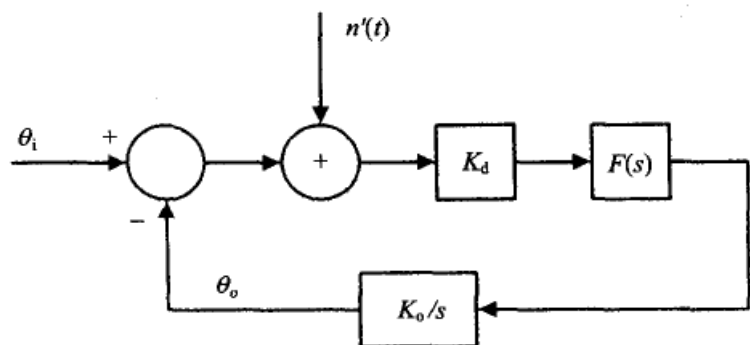 n'(t)
θi
+
+
Kd
F(s)
−
θo
Ko/s